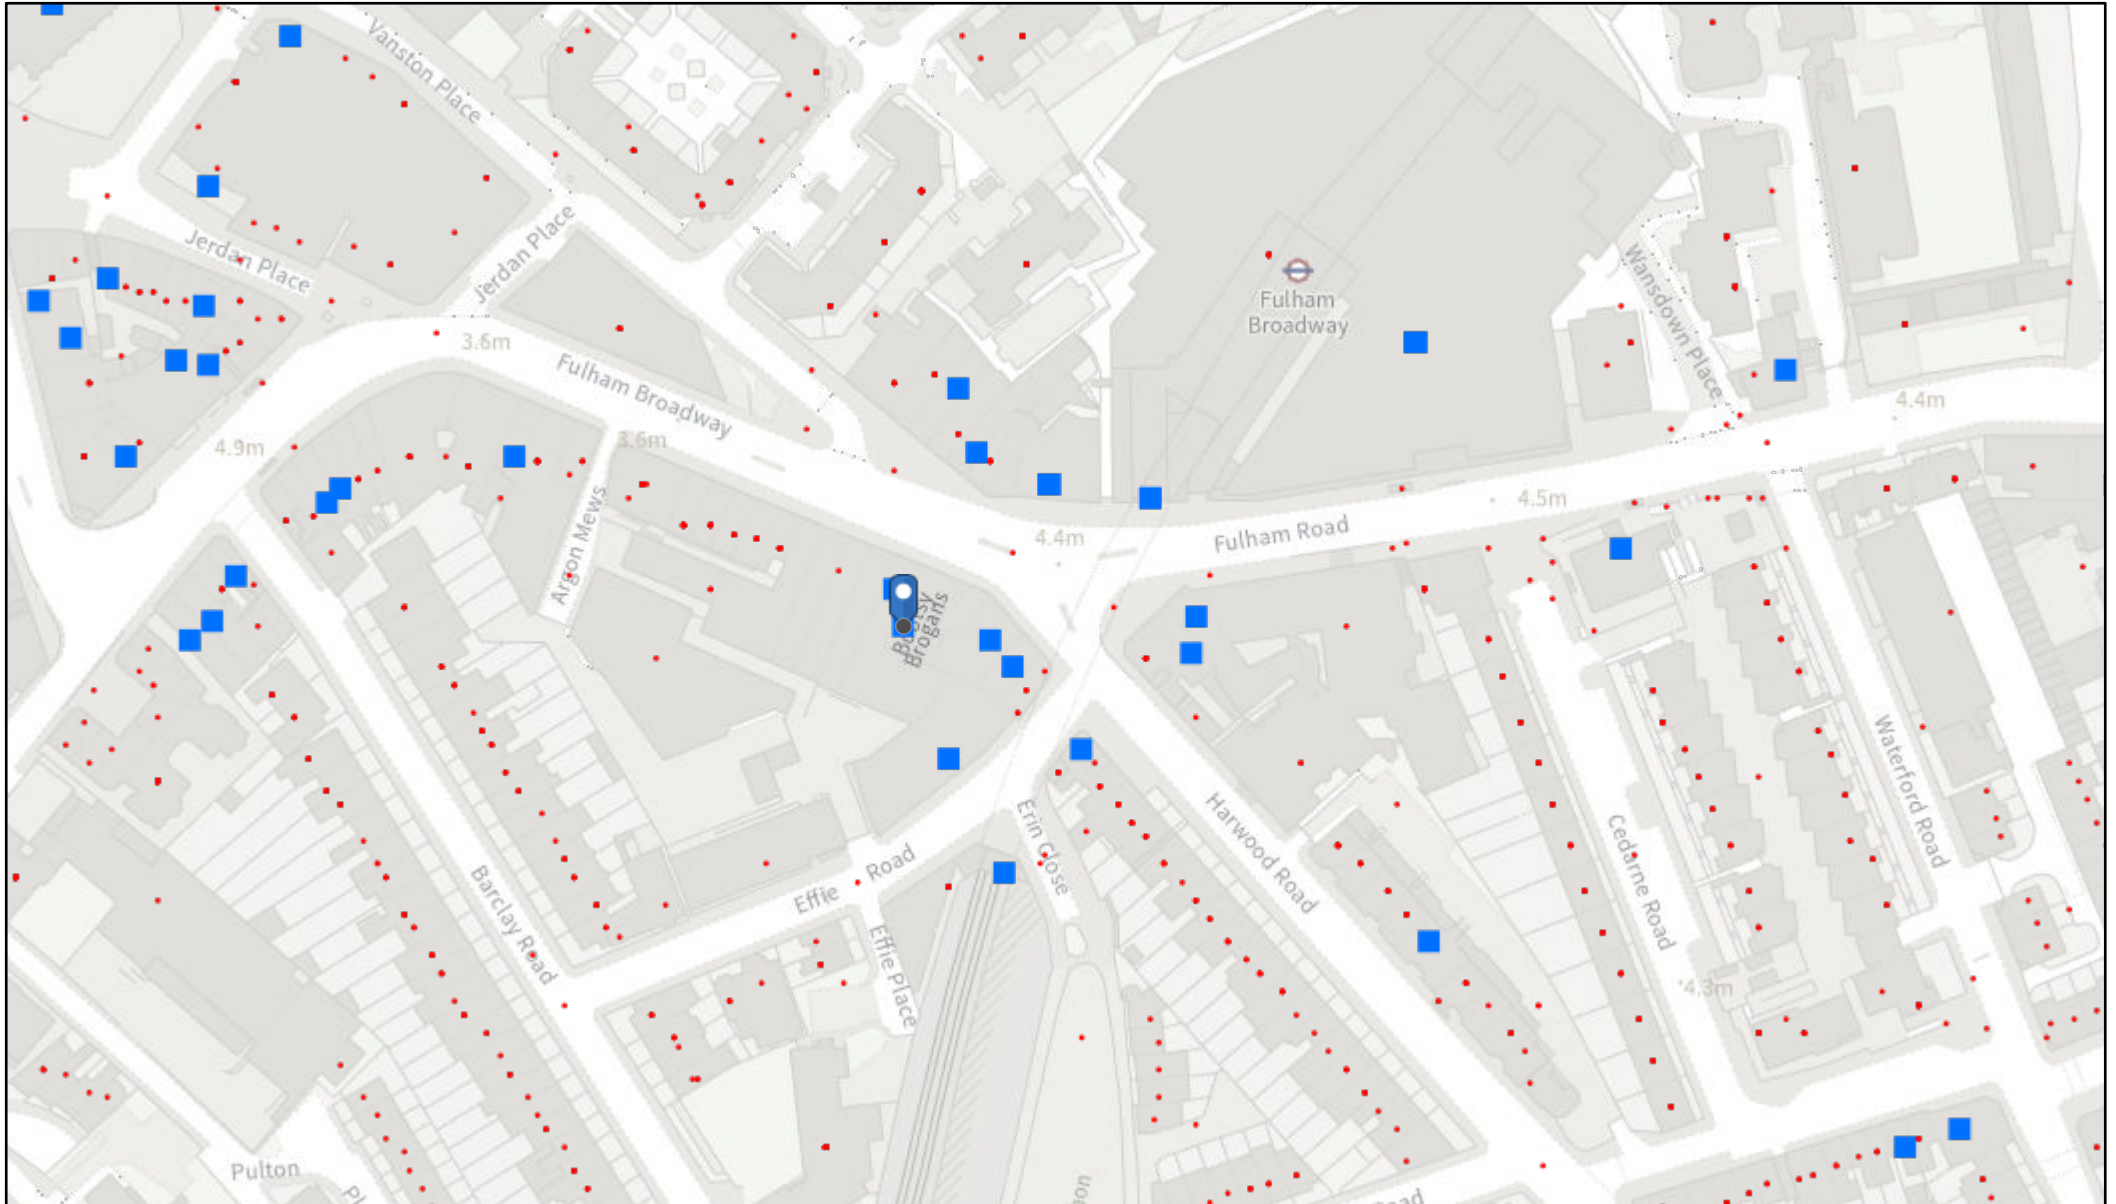 Vanston Place
Jerdan Place
Jerdan Place
Fulham
Broadway
Wansdown Place
3.6m
Fulham Broadway
4.4m
4.9m
3.6m
4.5m
Argon Mews
4.4m
Fulham Road
Brogans
Waterford Road
Erin Close
Harwood Road
Cedarne Road
Barclay Road
Effie Road
Effie Place
4.3m
Pulton
Pl
Road